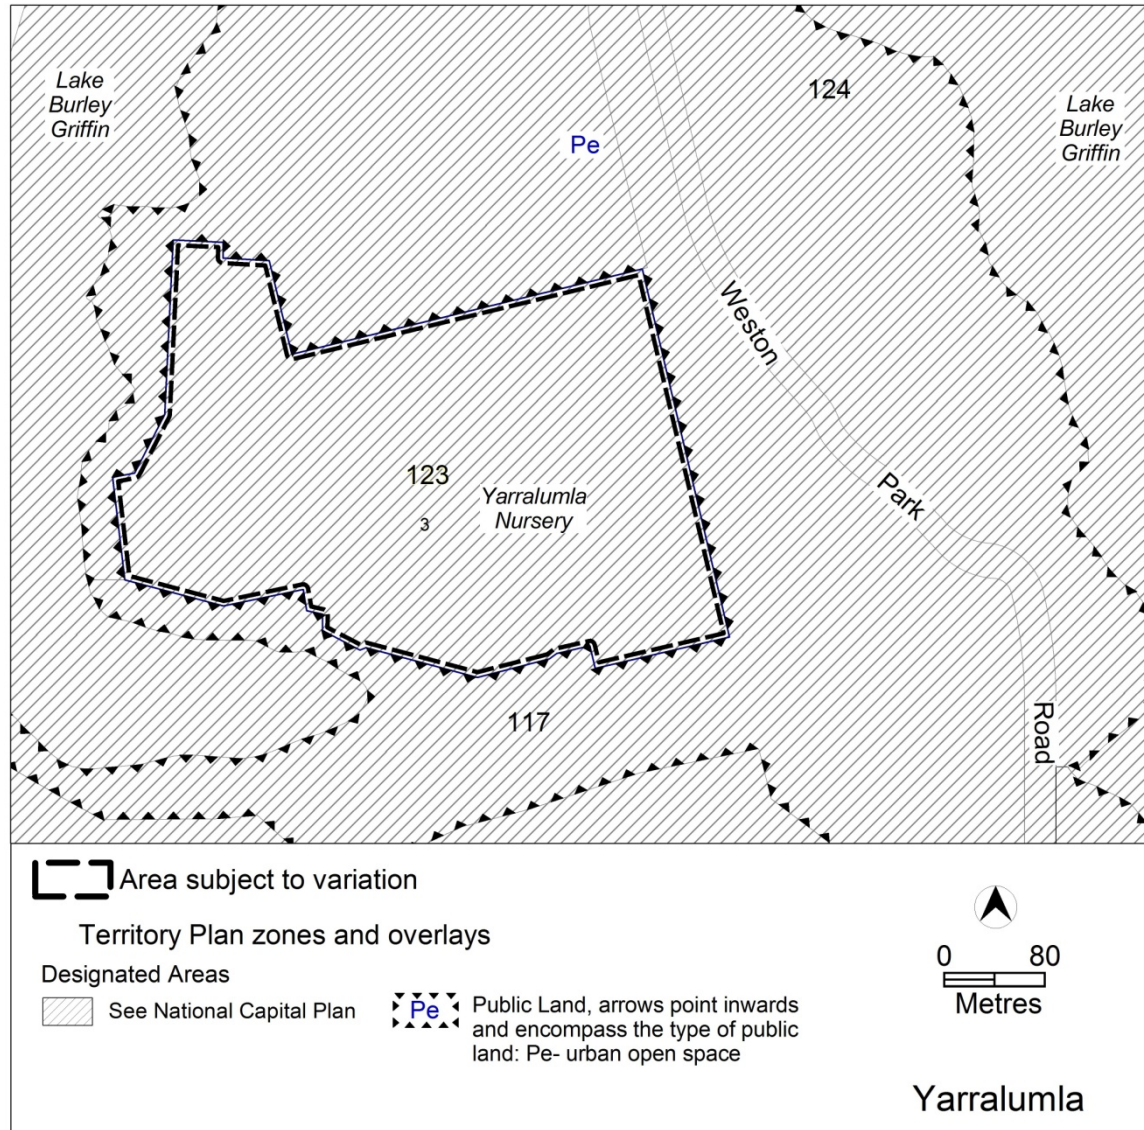 Lake
Burley
Griffin
124
Lake
Burley
Griffin
Pe
Weston
Park
Road
123
3
Yarralumla
Nursery
117
Area subject to variation
Territory Plan zones and overlays
Designated Areas
See National Capital Plan
Pe
Public Land, arrows point inwards
and encompass the type of public
land: Pe- urban open space
0 80
Metres
Yarralumla